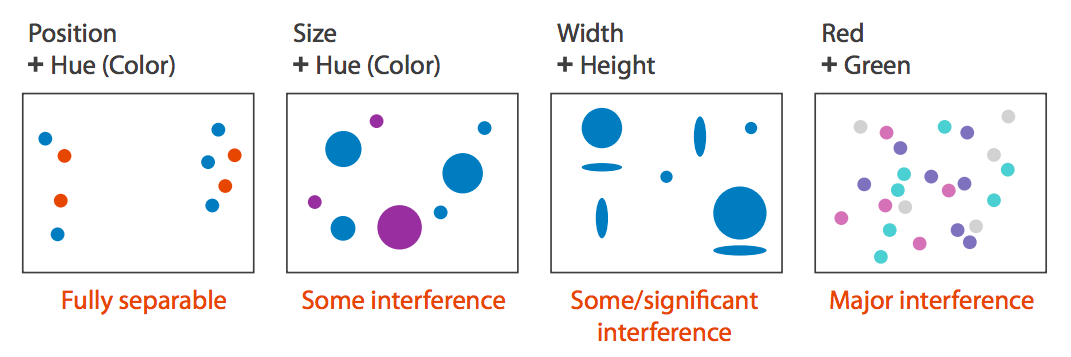 Position
+ Hue (Color)
Size
+ Hue (Color)
Width
+ Height
Red
+ Green
Fully separable
Some interference
Some/significant
interference
Major interference